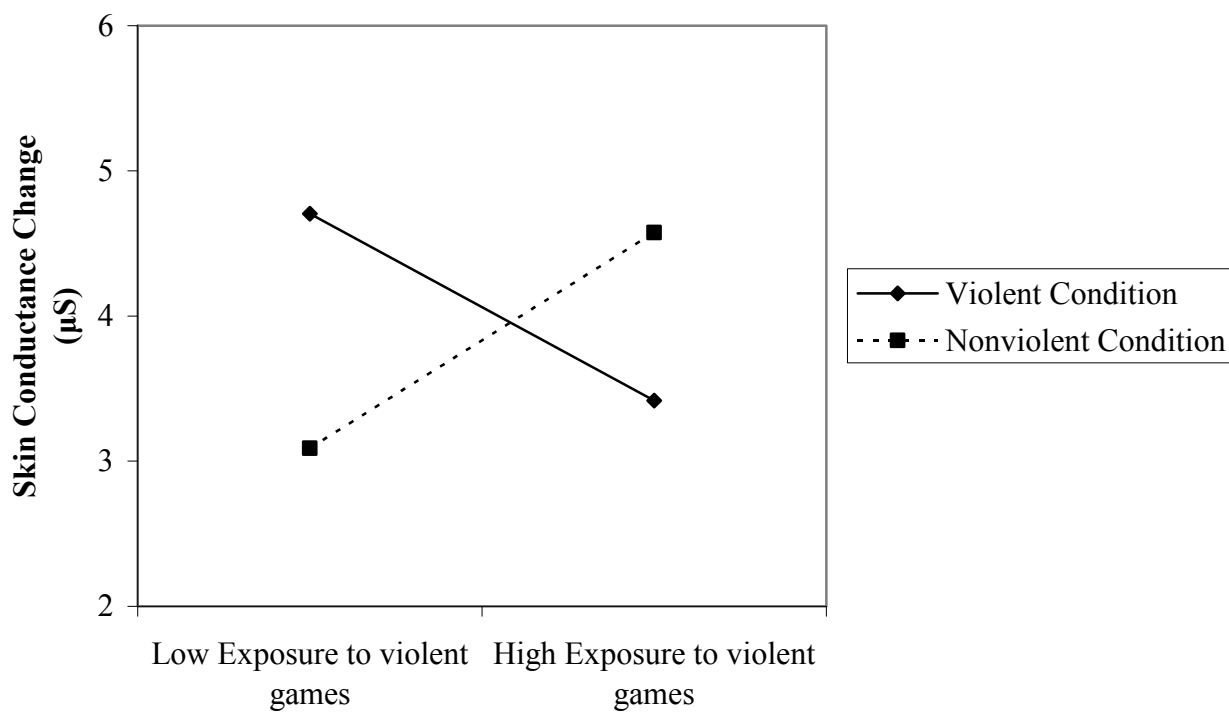 6
5
4
3
2
Skin Conductance Change
(µS)
Low Exposure to violent
games
High Exposure to violent
games
Violent Condition
Nonviolent Condition